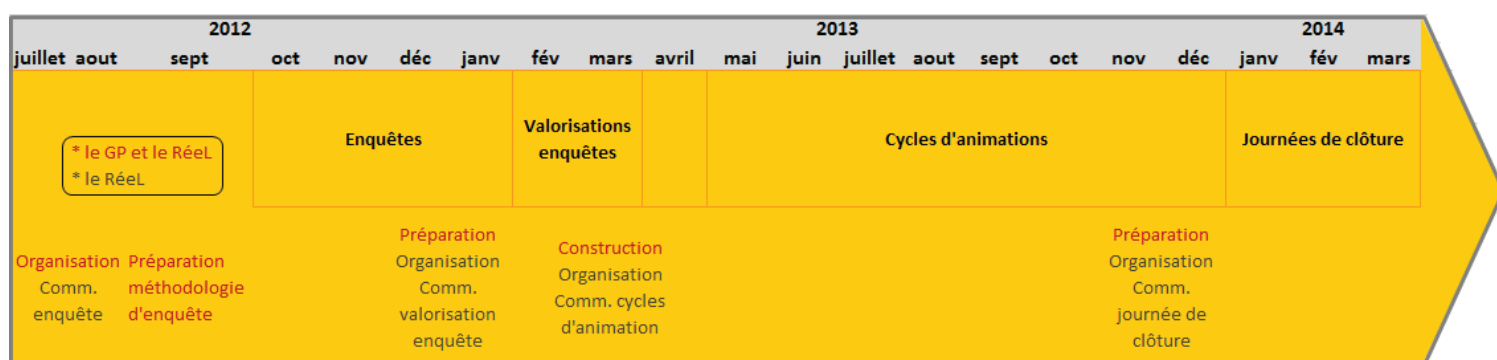 2012 2013 2014
juillet aout sept oct nov déc janv fév mars avril mai juin juillet aout sept oct nov déc janv fév mars
* le GP et le RéeL
* le RéeL
Enquêtes
Valorisations
enquêtes
Cycles d'animations
Journées de clôture
Organisation
Comm.
enquête
Préparation
méthodologie
d'enquête
Préparation
Organisation
Comm.
valorisation
enquête
Construction
Organisation
Comm. cycles
d'animation
Préparation
Organisation
Comm.
journée de
clôture